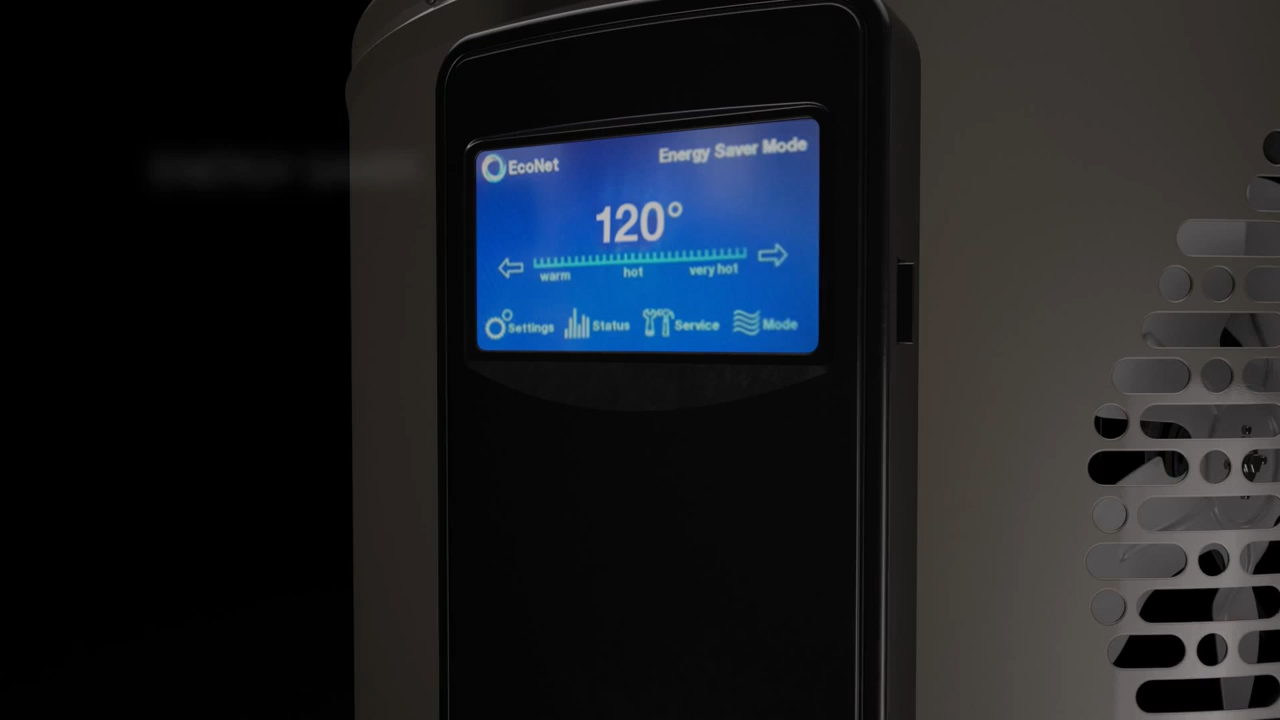 EcoNet
Energy Saver Mode
120°
warm hot very hot
Settings Status Service Mode